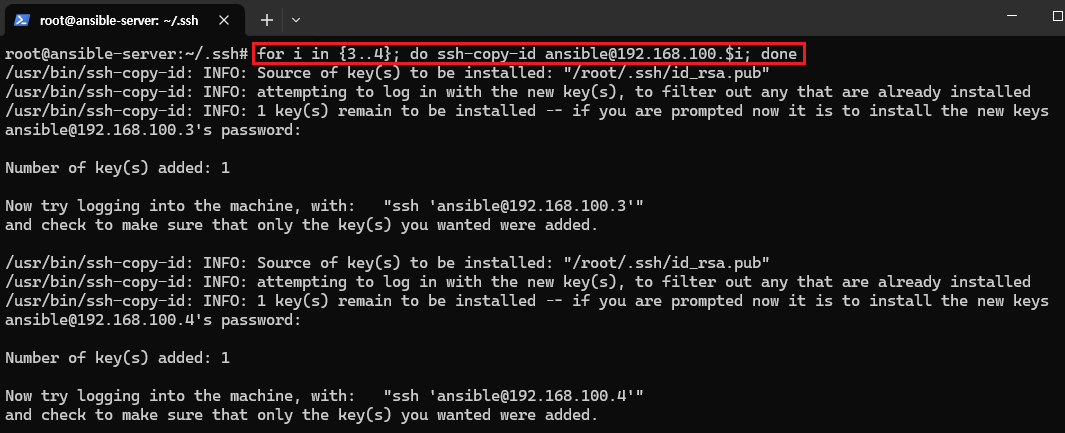 root@ansible-server: ~/.ssh
root@ansible-server:~/.ssh# for i in {3..4}; do ssh-copy-id ansible@192.168.100.$i; done
/usr/bin/ssh-copy-id: INFO: Source of key(s) to be installed: "/root/.ssh/id_rsa.pub"
/usr/bin/ssh-copy-id: INFO: attempting to log in with the new key(s), to filter out any that are already installed
/usr/bin/ssh-copy-id: INFO: 1 key(s) remain to be installed -- if you are prompted now it is to install the new keys
ansible@192.168.100.3's password:
Number of key(s) added: 1
Now try logging into the machine, with:   "ssh 'ansible@192.168.100.3'"
and check to make sure that only the key(s) you wanted were added.
/usr/bin/ssh-copy-id: INFO: Source of key(s) to be installed: "/root/.ssh/id_rsa.pub"
/usr/bin/ssh-copy-id: INFO: attempting to log in with the new key(s), to filter out any that are already installed
/usr/bin/ssh-copy-id: INFO: 1 key(s) remain to be installed -- if you are prompted now it is to install the new keys
ansible@192.168.100.4's password:
Number of key(s) added: 1
Now try logging into the machine, with:   "ssh 'ansible@192.168.100.4'"
and check to make sure that only the key(s) you wanted were added.